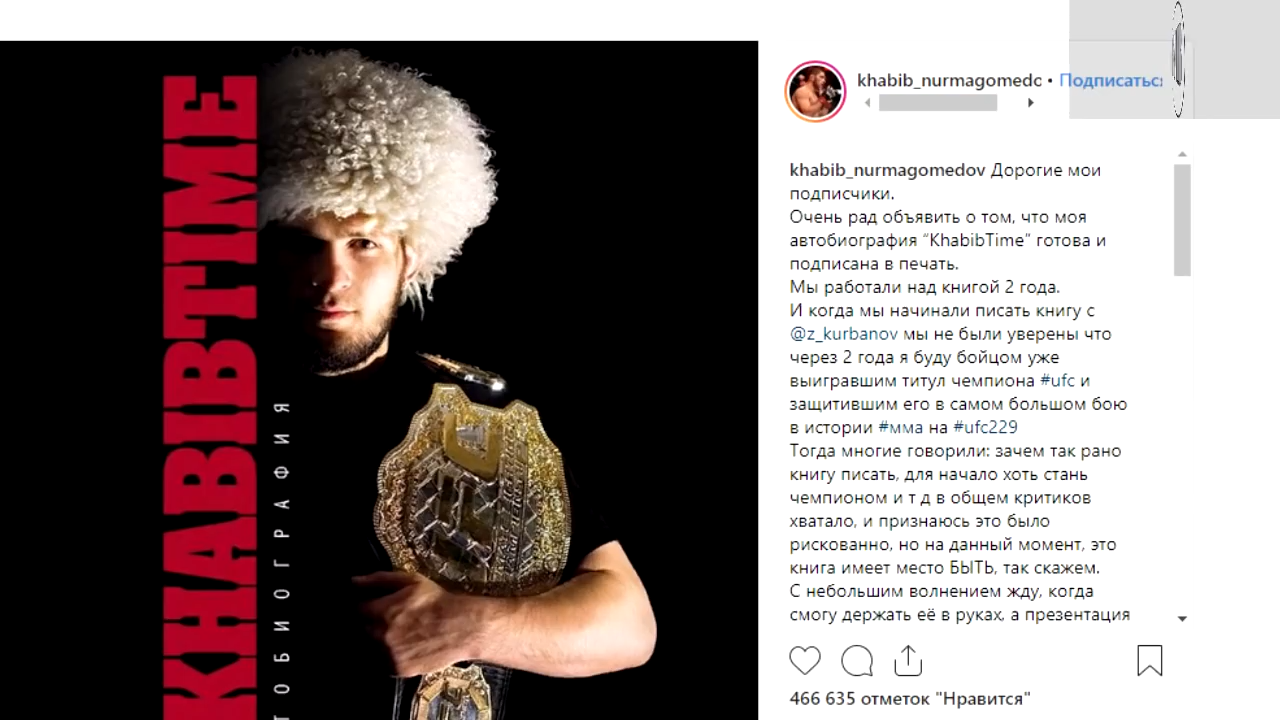 KHABIBTIME
ТОБИОГРАФИЯ
khabib_nurmagomedo • Подписатьс
khabib_nurmagomedov Дорогие мои
подписчики.
Очень рад объявить о том, что моя
автобиография “KhabibTime” готова и
подписана в печать.
Мы работали над книгой 2 года.
И когда мы начинали писать книгу с
@z_kurbanov мы не были уверены что
через 2 года я буду бойцом уже
выигравшим титул чемпиона #ufc и
защитившим его в самом большом бою
в истории #мма на #ufc229
Тогда многие говорили: зачем так рано
книгу писать, для начало хоть стань
чемпионом и т д в общем критиков
хватало, и признаюсь это было
рискованно, но на данный момент, это
книга имеет место БЫТЬ, так скажем.
С небольшим волнением жду, когда
смогу держать её в руках, а презентация
466 635 отметок "Нравится"